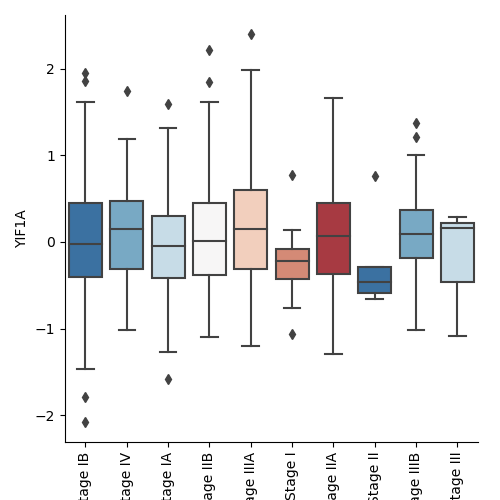 YIF1A
2
1
0
−1
−2
tage IB
tage IV
tage IA
age IIB
age IIIA
Stage I
age IIA
Stage II
age IIIB
tage III